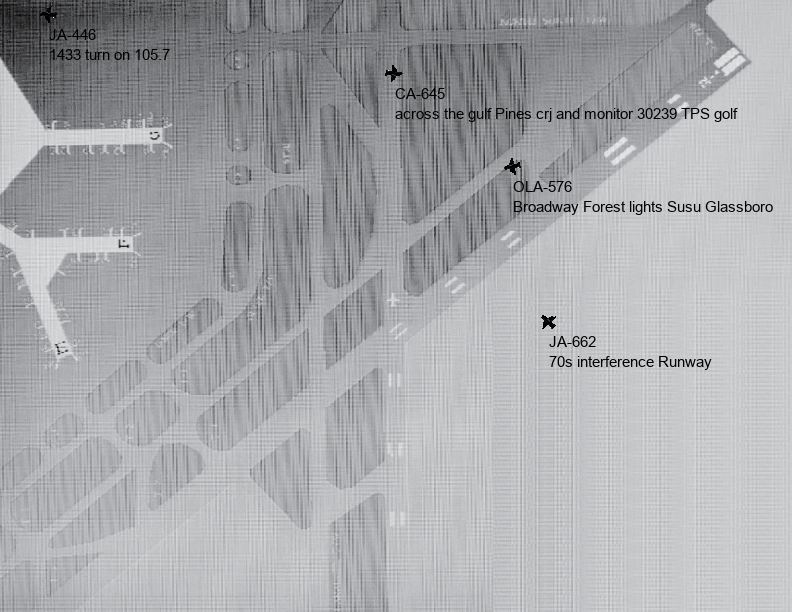 JA-446
1433 turn on 105.7
CA-645
across the gulf Pines crj and monitor 30239 TPS golf
OLA-576
Broadway Forest lights Susu Glassboro
JA-662
70s interference Runway